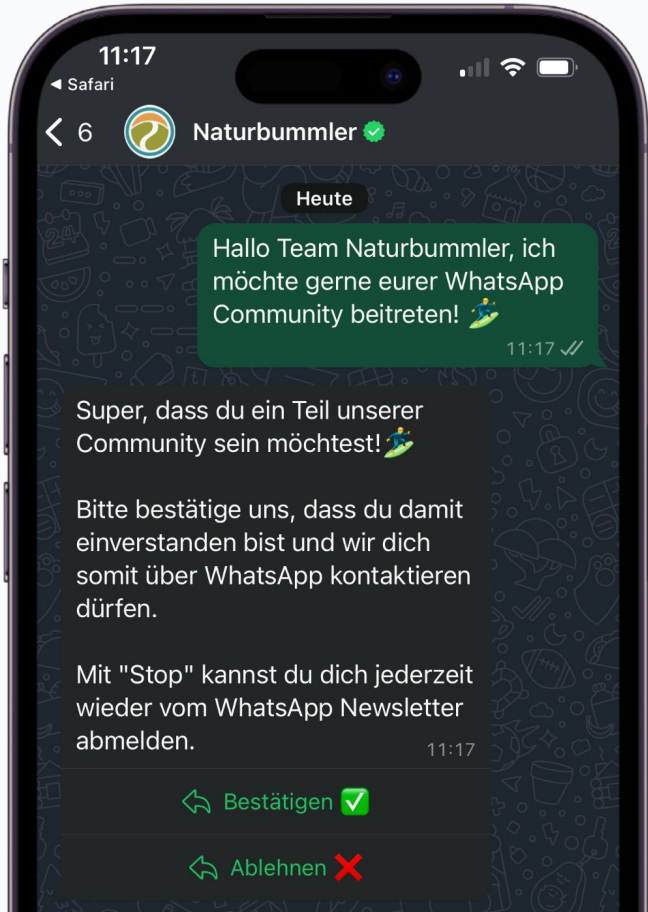 11:17
◀ Safari
6
Naturbummler
Heute
Hallo Team Naturbummler, ich
möchte gerne eurer WhatsApp
Community beitreten! 🏄‍♂️
11:17
Super, dass du ein Teil unserer
Community sein möchtest!🏄‍♂️
Bitte bestätige uns, dass du damit
einverstanden bist und wir dich
somit über WhatsApp kontaktieren
dürfen.
Mit "Stop" kannst du dich jederzeit
wieder vom WhatsApp Newsletter
abmelden.
11:17
Bestätigen ✅
Ablehnen ❌